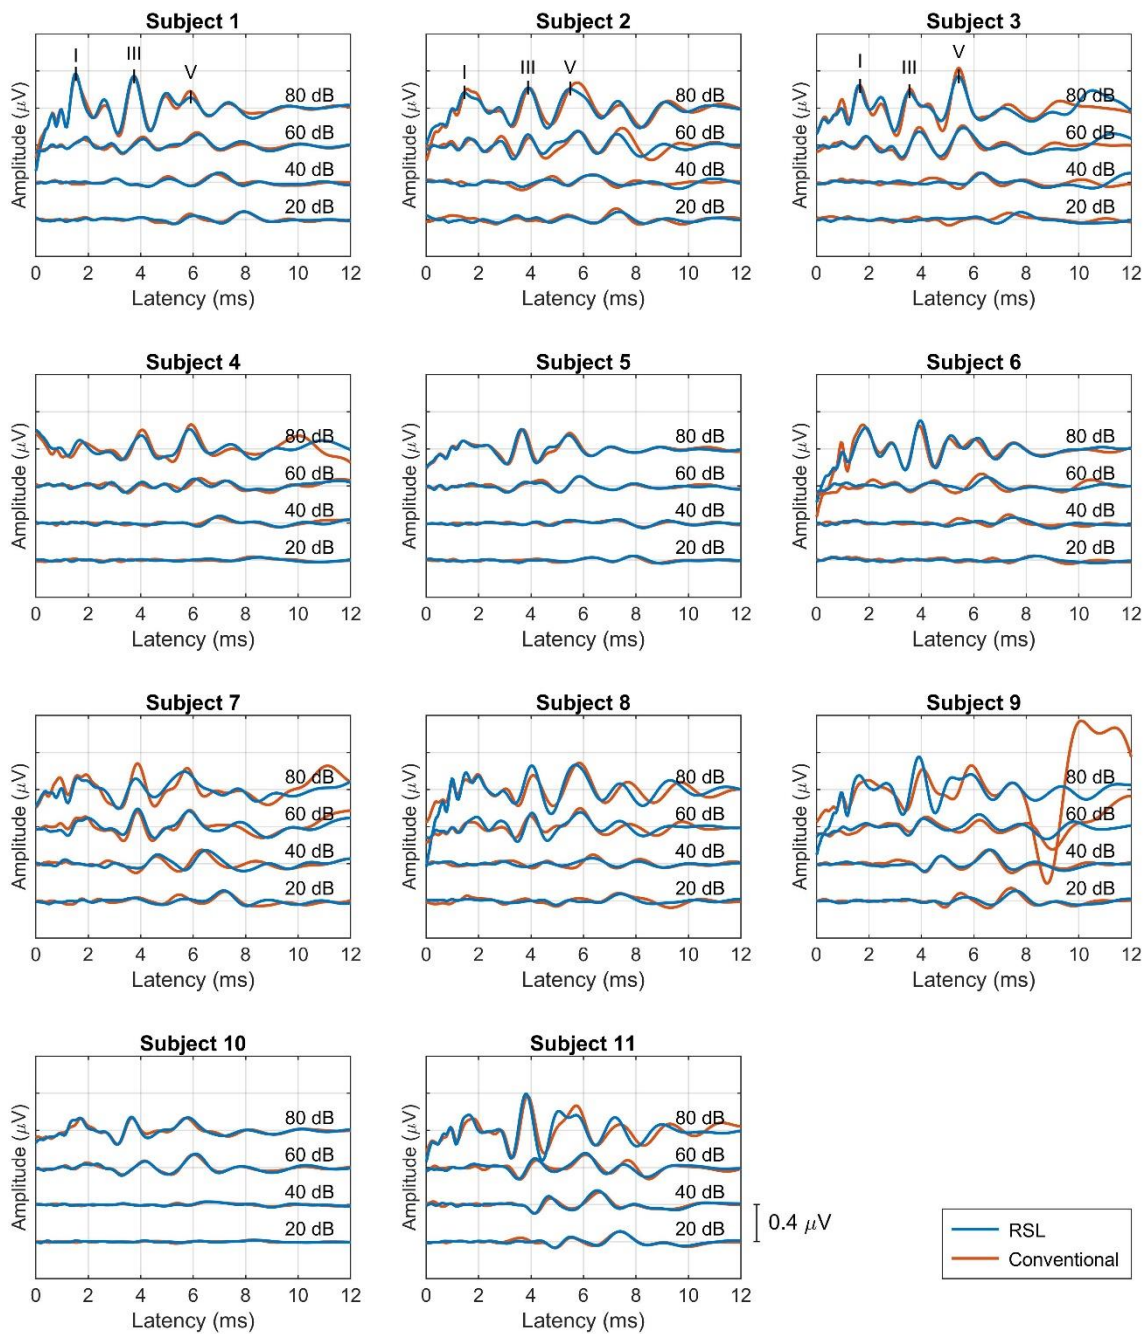 Subject 1
I
III
V
80 dB
60 dB
40 dB
20 dB
Amplitude (μV)
0 2 4 6 8 10 12
Latency (ms)
Subject 2
I
III
V
80 dB
60 dB
40 dB
20 dB
Amplitude (μV)
0 2 4 6 8 10 12
Latency (ms)
Subject 3
I
III
V
80 dB
60 dB
40 dB
20 dB
Amplitude (μV)
0 2 4 6 8 10 12
Latency (ms)
Subject 4
80 dB
60 dB
40 dB
20 dB
Amplitude (μV)
0 2 4 6 8 10 12
Latency (ms)
Subject 5
80 dB
60 dB
40 dB
20 dB
Amplitude (μV)
0 2 4 6 8 10 12
Latency (ms)
Subject 6
80 dB
60 dB
40 dB
20 dB
Amplitude (μV)
0 2 4 6 8 10 12
Latency (ms)
Subject 7
80 dB
60 dB
40 dB
20 dB
Amplitude (μV)
0 2 4 6 8 10 12
Latency (ms)
Subject 8
80 dB
60 dB
40 dB
20 dB
Amplitude (μV)
0 2 4 6 8 10 12
Latency (ms)
Subject 9
80 dB
60 dB
40 dB
20 dB
Amplitude (μV)
0 2 4 6 8 10 12
Latency (ms)
Subject 10
80 dB
60 dB
40 dB
20 dB
Amplitude (μV)
0 2 4 6 8 10 12
Latency (ms)
Subject 11
80 dB
60 dB
40 dB
20 dB
Amplitude (μV)
0 2 4 6 8 10 12
Latency (ms)
0.4 μV
RSL
Conventional